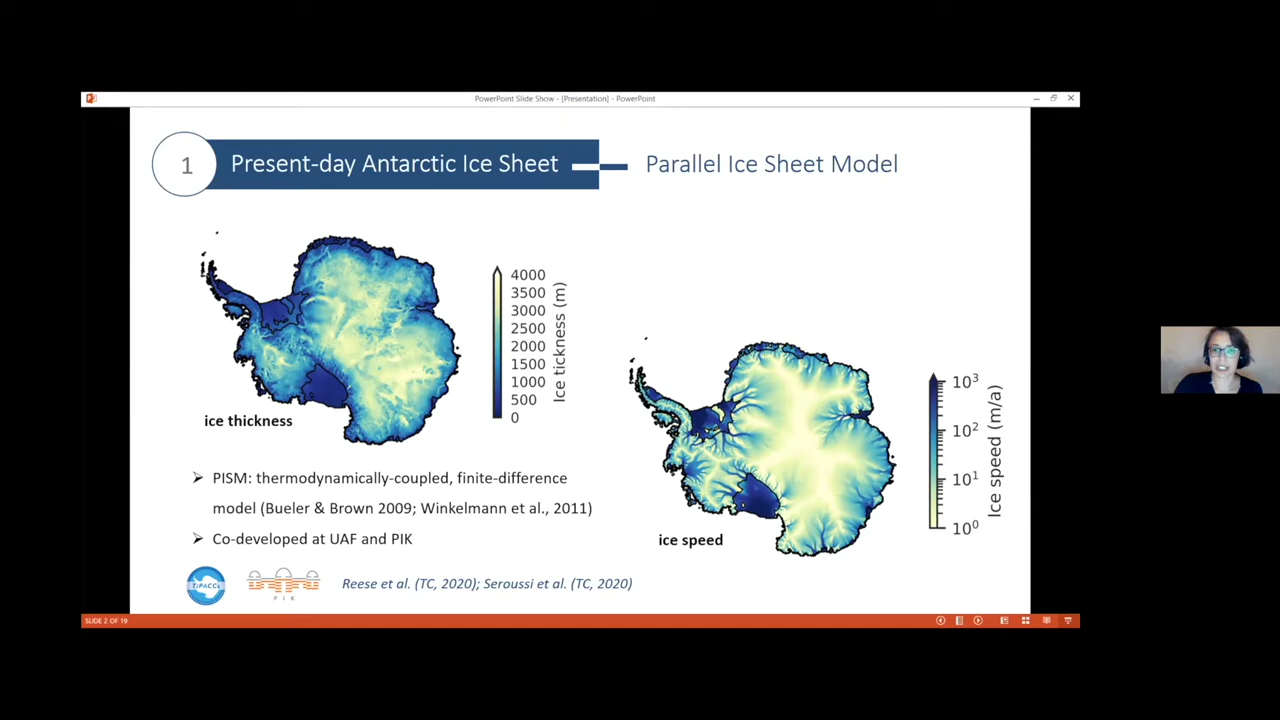 PowerPoint Slide Show - [Presentation] - PowerPoint
1
Present-day Antarctic Ice Sheet
Parallel Ice Sheet Model
4000
3500
3000
2500
2000
1500
1000
500
0
Ice tickness (m)
ice thickness
10³
10²
10¹
10⁰
Ice speed (m/a)
ice speed
➢ PISM: thermodynamically-coupled, finite-difference
model (Bueler & Brown 2009; Winkelmann et al., 2011)
➢ Co-developed at UAF and PIK
TiPACCs
P I K
Reese et al. (TC, 2020); Seroussi et al. (TC, 2020)
SLIDE 2 OF 19